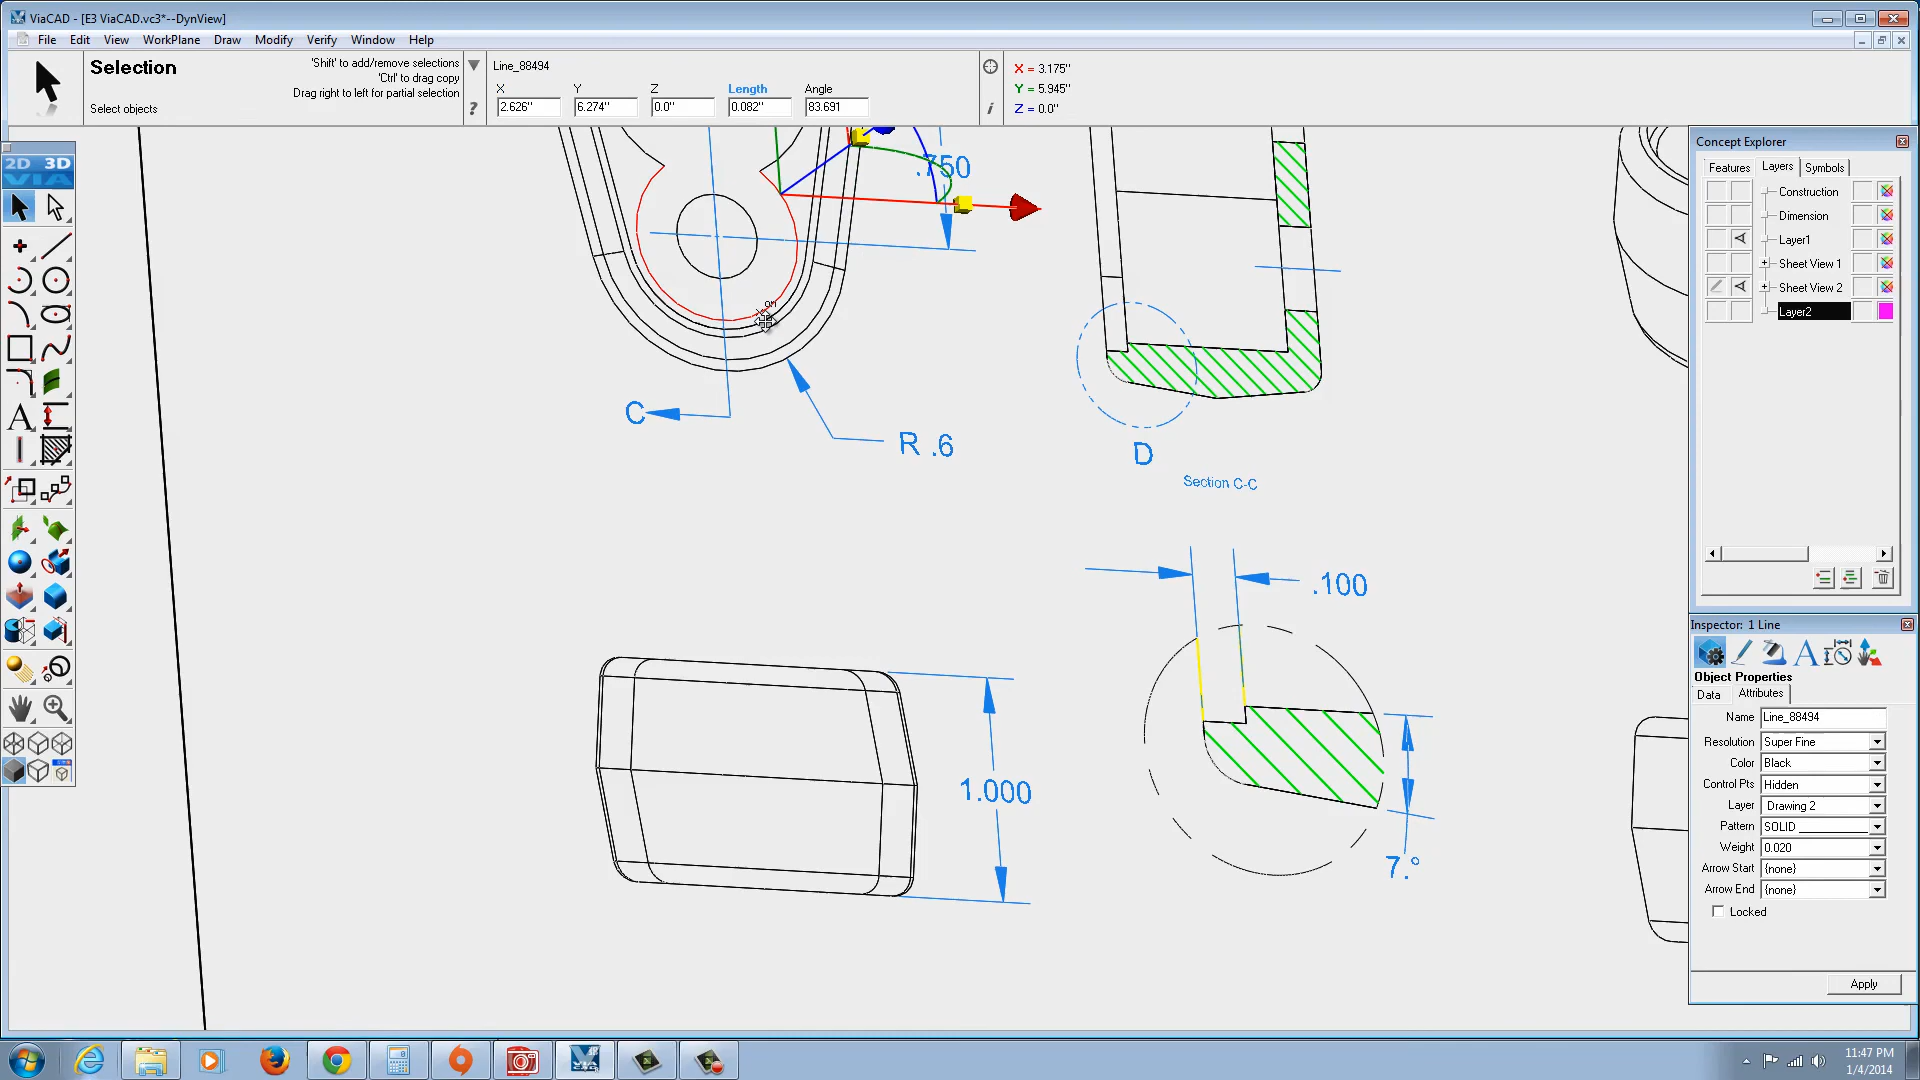 ViaCAD - [E3 ViaCAD.vc3*--DynView]
File Edit View WorkPlane Draw Modify Verify Window Help
Selection
'Shift' to add/remove selections
'Ctrl' to drag copy
Drag right to left for partial selection
Select objects
?
Line_88494
X Y Z Length Angle
2.626" 6.274" 0.0" 0.082" 83.691
i
X = 3.175"
Y = 5.945"
Z = 0.0"
2D 3D
VIA
A
.750
on
C
R .6
D
Section C-C
.100
1.000
7.°
Concept Explorer
Features Layers Symbols
Construction
Dimension
Layer1
Sheet View 1
Sheet View 2
Layer2
Inspector: 1 Line
Object Properties
Data Attributes
Name Line_88494
Resolution Super Fine
Color Black
Control Pts Hidden
Layer Drawing 2
Pattern SOLID
Weight 0.020
Arrow Start {none}
Arrow End {none}
Locked
Apply
11:47 PM
1/4/2014